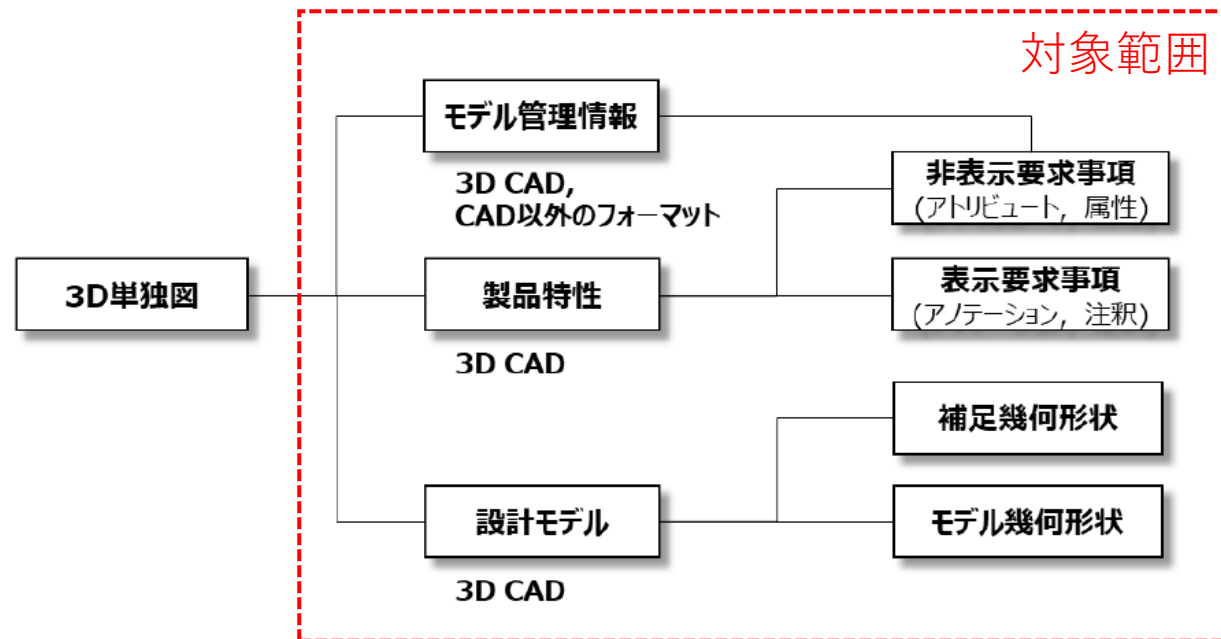 対象範囲
モデル管理情報
3D CAD,
CAD以外のフォーマット
非表示要求事項
(アトリビュート, 属性)
3D単独図
製品特性
3D CAD
表示要求事項
(アノテーション, 注釈)
補足幾何形状
設計モデル
3D CAD
モデル幾何形状